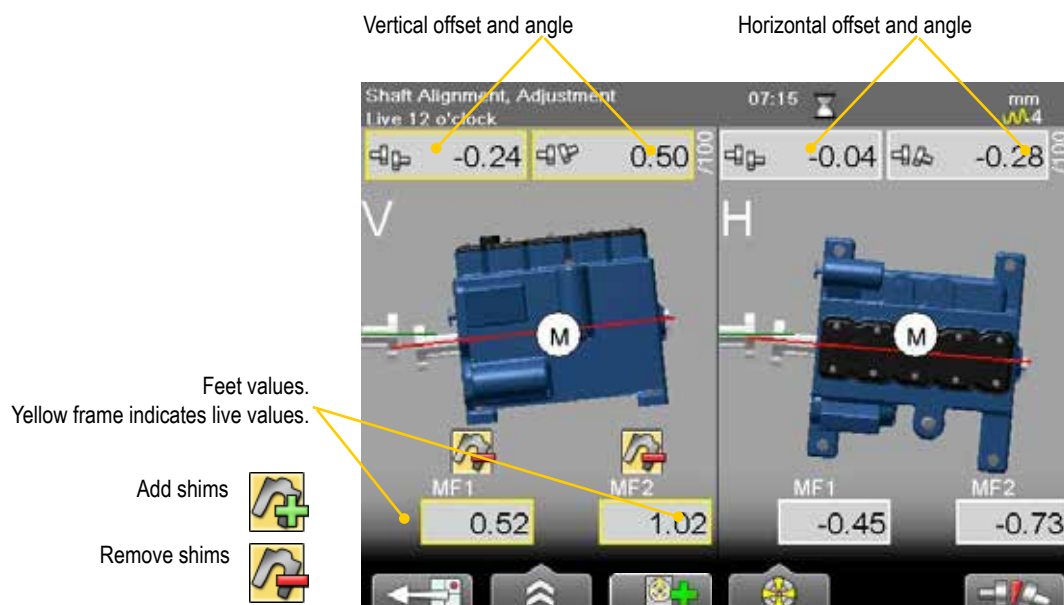 Vertical offset and angle
Horizontal offset and angle
Shaft Alignment, Adjustment
Live 12 o'clock
07:15
mm
4
-0.24
0.50
/100
-0.04
-0.28
/100
V
H
M
M
Feet values.
Yellow frame indicates live values.
MF1
MF2
MF1
MF2
0.52
1.02
-0.45
-0.73
Add shims
Remove shims